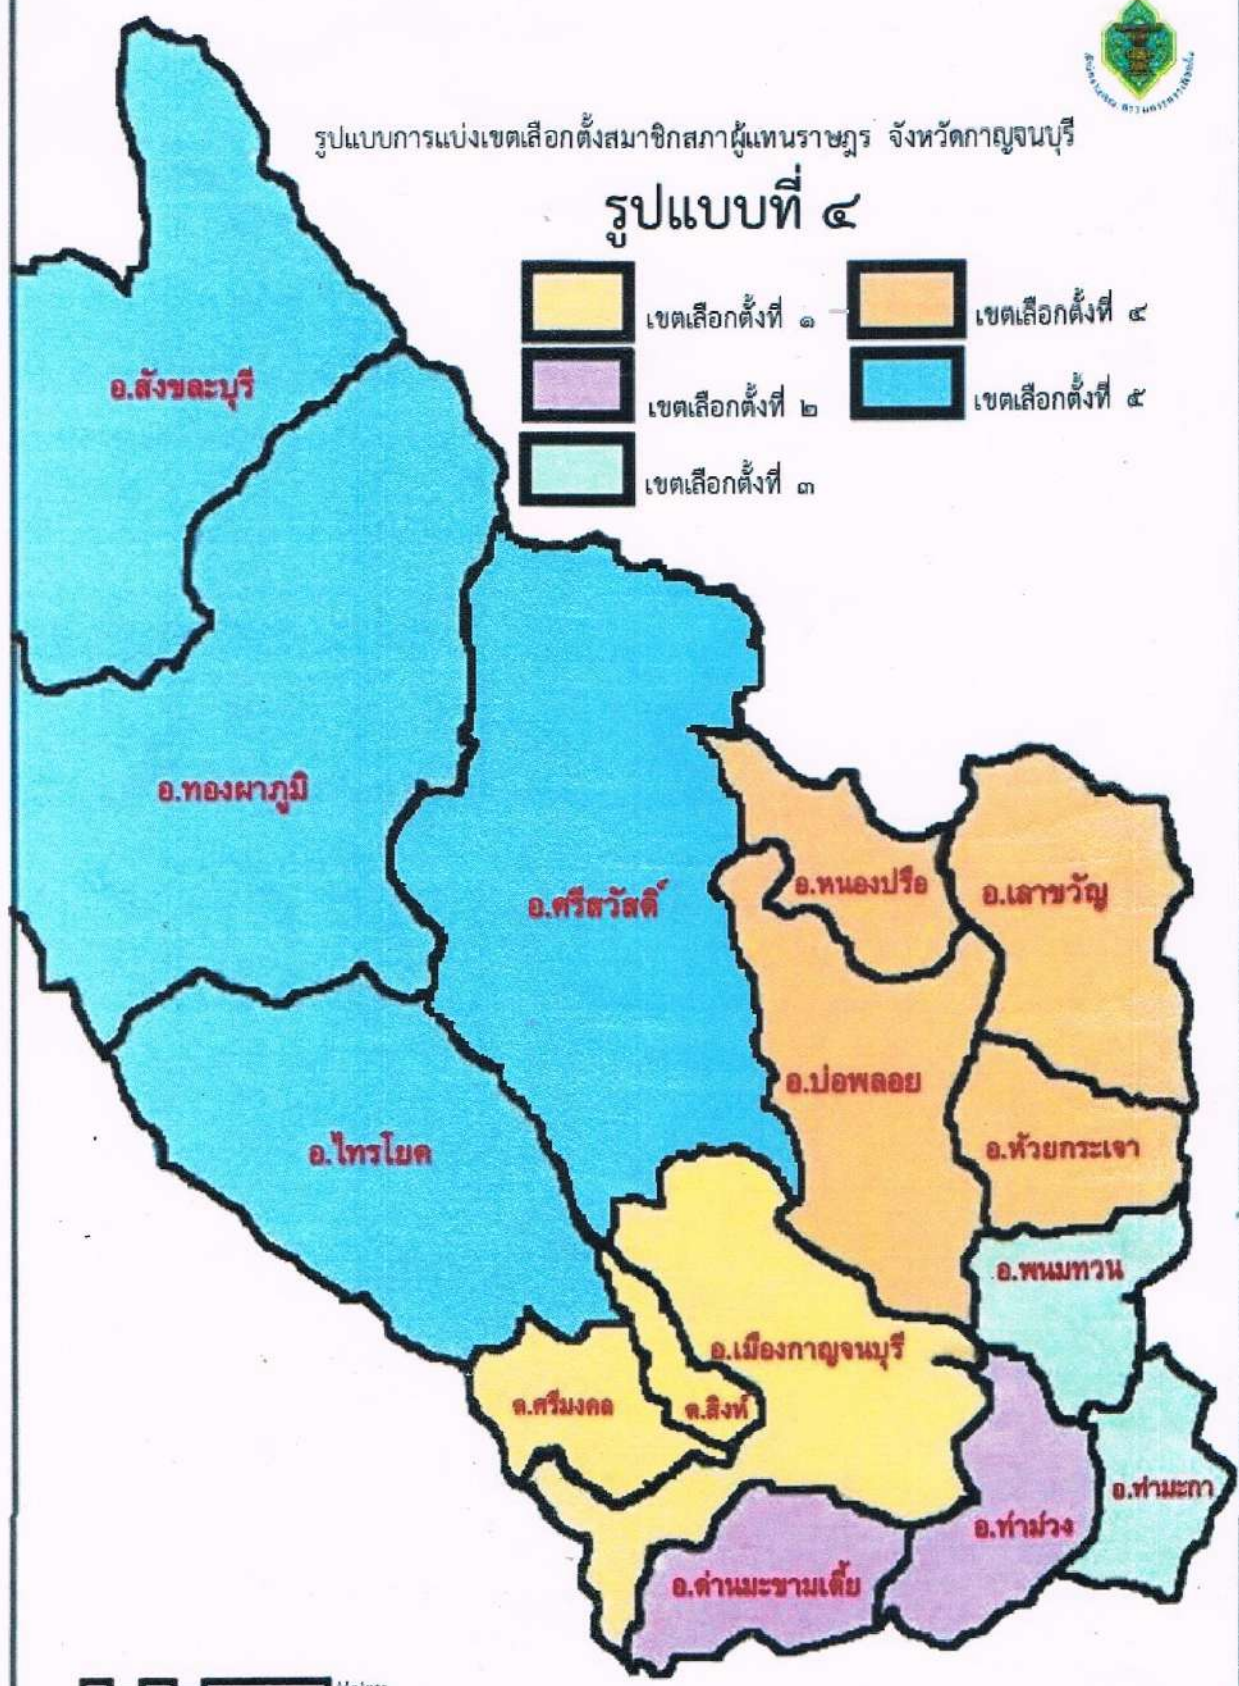 รูปแบบการแบ่งเขตเลือกตั้งสมาชิกสภาผู้แทนราษฎร จังหวัดกาญจนบุรี
รูปแบบที่ ๔
เขตเลือกตั้งที่ ๑
เขตเลือกตั้งที่ ๔
เขตเลือกตั้งที่ ๒
เขตเลือกตั้งที่ ๕
เขตเลือกตั้งที่ ๓
อ.สังขละบุรี
อ.ทองผาภูมิ
อ.ศรีสวัสดิ์
อ.หนองปรือ
อ.เลาขวัญ
อ.บ่อพลอย
อ.ไทรโยค
อ.ห้วยกระเจา
อ.พนมทวน
อ.เมืองกาญจนบุรี
ต.ศรีมงคล
ต.สิงห์
อ.ท่ามะกา
อ.ท่าม่วง
อ.ด่านมะขามเตี้ย